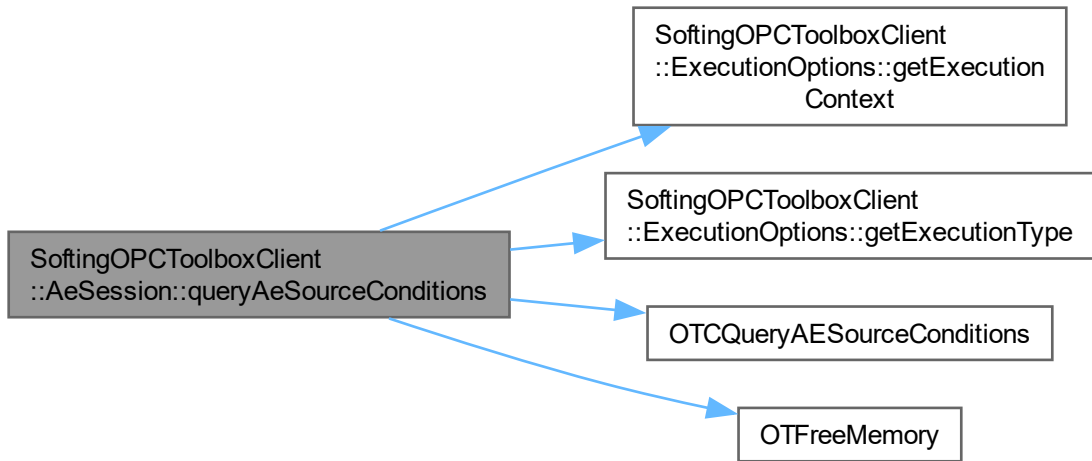 SoftingOPCToolboxClient
::ExecutionOptions::getExecution
Context
SoftingOPCToolboxClient
::ExecutionOptions::getExecutionType
SoftingOPCToolboxClient
::AeSession::queryAeSourceConditions
OTCQueryAESourceConditions
OTFreeMemory